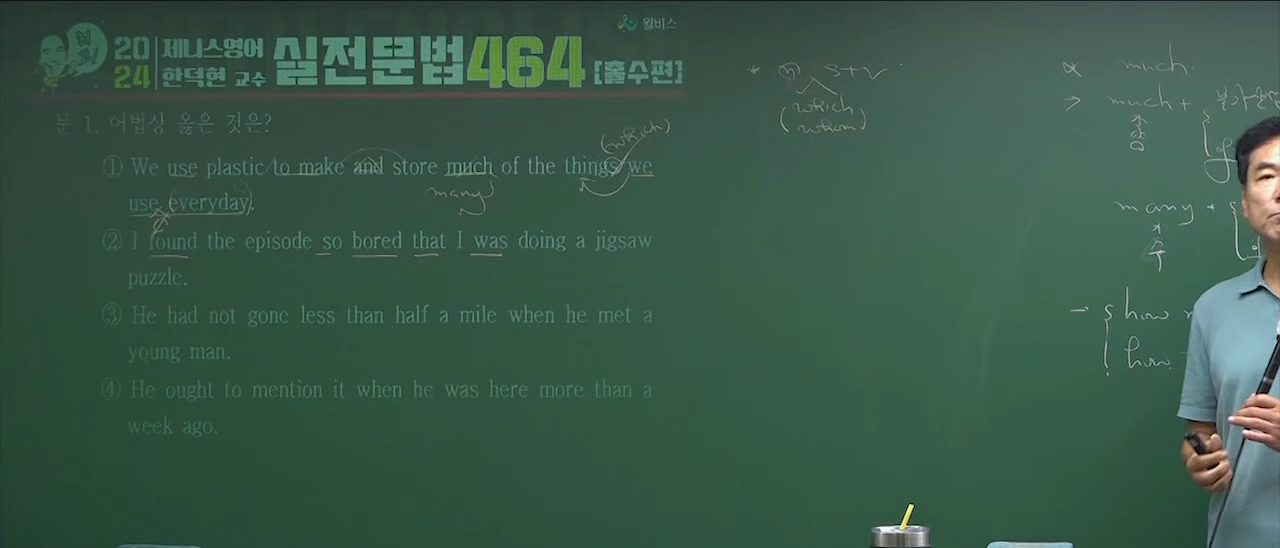 윌비스
2024 제니스영어 한덕현 교수 실전문법464 [홀수편]
문 1. 어법상 옳은 것은?
(which)
① We use plastic to make and store much of the things we
many
use (everyday).
② I found the episode so bored that I was doing a jigsaw
puzzle.
③ He had not gone less than half a mile when he met a
young man.
④ He ought to mention it when he was here more than a
week ago.
S+V
(which
whom)
much
much +
양
of
many +
수
- how
how